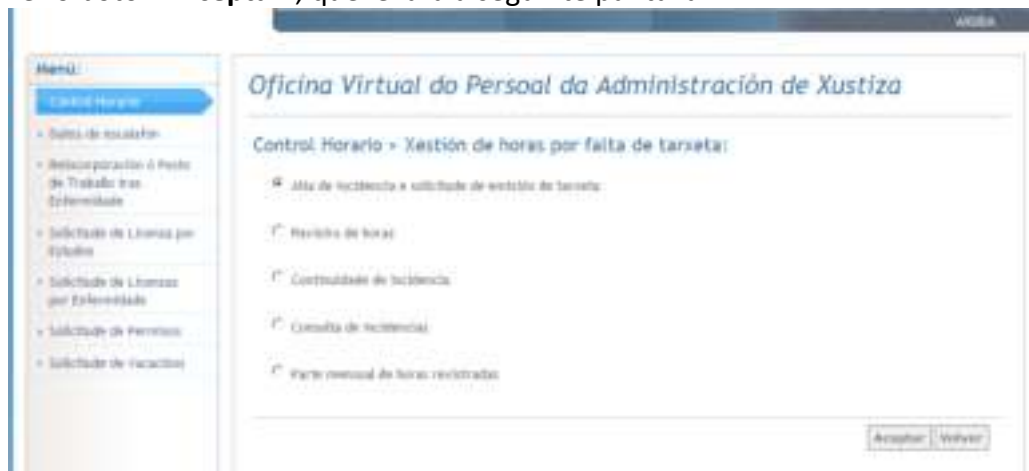 Menú:
Control Horario
Datos de escalafón
Reincorporación ó Posto
de Traballo tras
Enfermidade
Solicitude de Licenza por
Estudos
Solicitude de Licenzas
por Enfermidade
Solicitude de Permisos
Solicitude de Vacacións
Oficina Virtual do Persoal da Administración de Xustiza
Control Horario » Xestión de horas por falta de tarxeta:
Alta de incidencia e solicitude de emisión de tarxeta
Rexistro de horas
Continuidade de incidencia
Consulta de incidencias
Parte mensual de horas rexistradas
Aceptar Volver